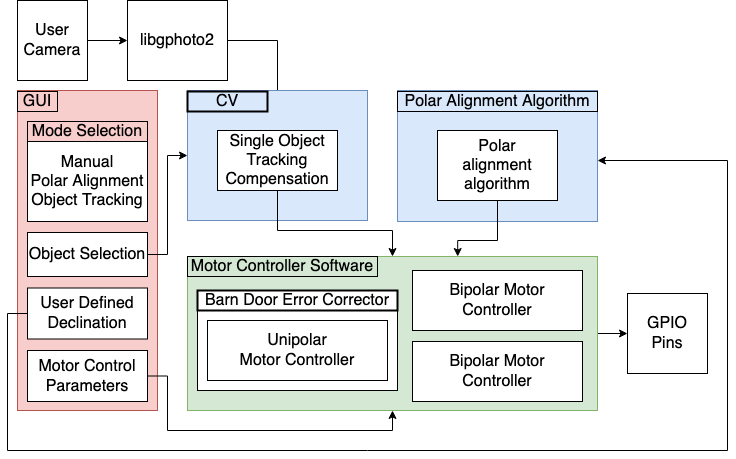 User
Camera
libgphoto2
GUI
Mode Selection
Manual
Polar Alignment
Object Tracking
Object Selection
User Defined
Declination
Motor Control
Parameters
CV
Single Object
Tracking
Compensation
Polar Alignment Algorithm
Polar
alignment
algorithm
Motor Controller Software
Barn Door Error Corrector
Unipolar
Motor Controller
Bipolar Motor
Controller
Bipolar Motor
Controller
GPIO
Pins